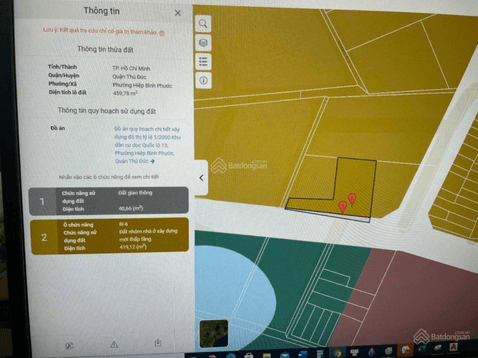 Thông tin
Lưu ý: Kết quả tra cứu chỉ có giá trị tham khảo.
Thông tin thửa đất
Tỉnh/Thành TP. Hồ Chí Minh
Quận/Huyện Quận Thủ Đức
Phường/Xã Phường Hiệp Bình Phước
Diện tích lô đất 459,78 m²
Thông tin quy hoạch sử dụng đất
Đồ án Đồ án quy hoạch chi tiết xây
dựng đô thị tỷ lệ 1/2000 Khu
dân cư dọc Quốc lộ 13,
Phường Hiệp Bình Phước,
Quận Thủ Đức
Nhấn vào các ô chức năng để xem chi tiết
1 Chức năng sử dụng đất Đất giao thông
Diện tích 40,66 (m²)
2 Ô chức năng III-6
Chức năng sử dụng đất Đất nhóm nhà ở xây dựng mới thấp tầng
Diện tích 419,12 (m²)
Batdongsan
.com.vn
Batdongsan
.com.vn